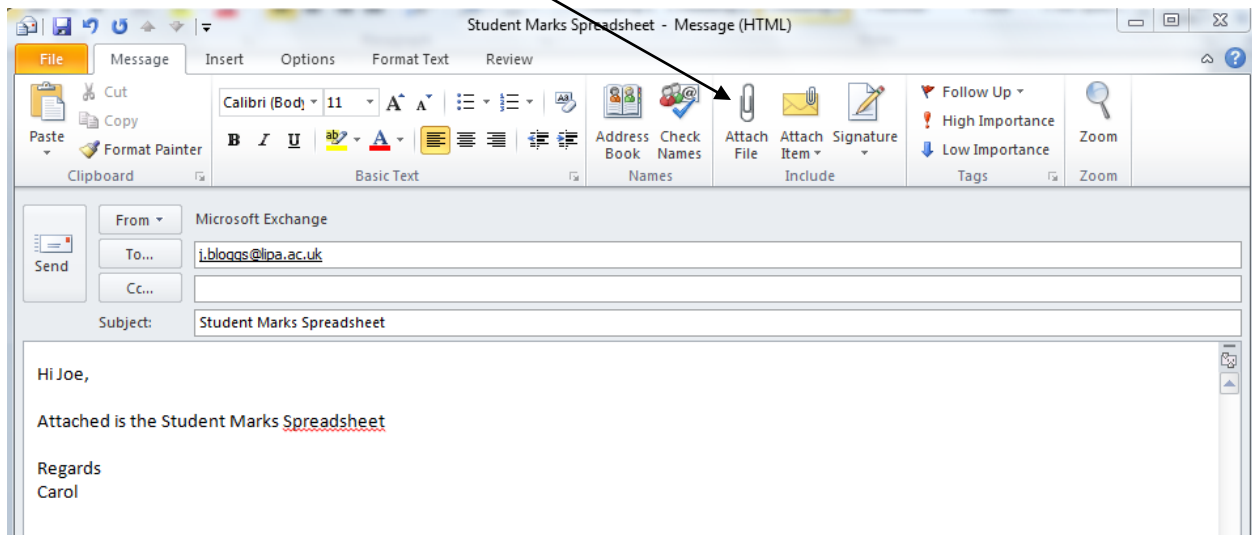 Student Marks Spreadsheet - Message (HTML)
File Message Insert Options Format Text Review
Cut
Copy
Format Painter
Paste
Clipboard
Calibri (Body 11
B I U
Basic Text
Address Book
Check Names
Names
Attach File
Attach Item
Signature
Include
Follow Up
High Importance
Low Importance
Tags
Zoom
Zoom
Send
From Microsoft Exchange
To... j.bloggs@lipa.ac.uk
Cc...
Subject: Student Marks Spreadsheet
Hi Joe,
Attached is the Student Marks Spreadsheet
Regards
Carol